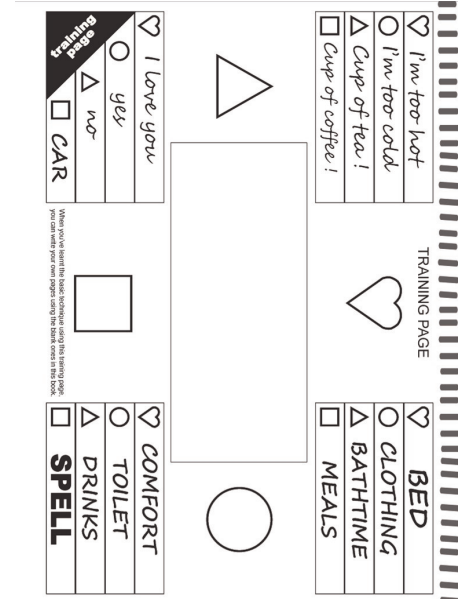 TRAINING PAGE
I'm too hot
I'm too cold
Cup of tea !
Cup of coffee !
BED
CLOTHING
BATHTIME
MEALS
I love you
yes
no
CAR
training
page
When you've learnt the basic technique using this training page,
you can write your own pages using the blank ones in this book.
COMFORT
TOILET
DRINKS
SPELL